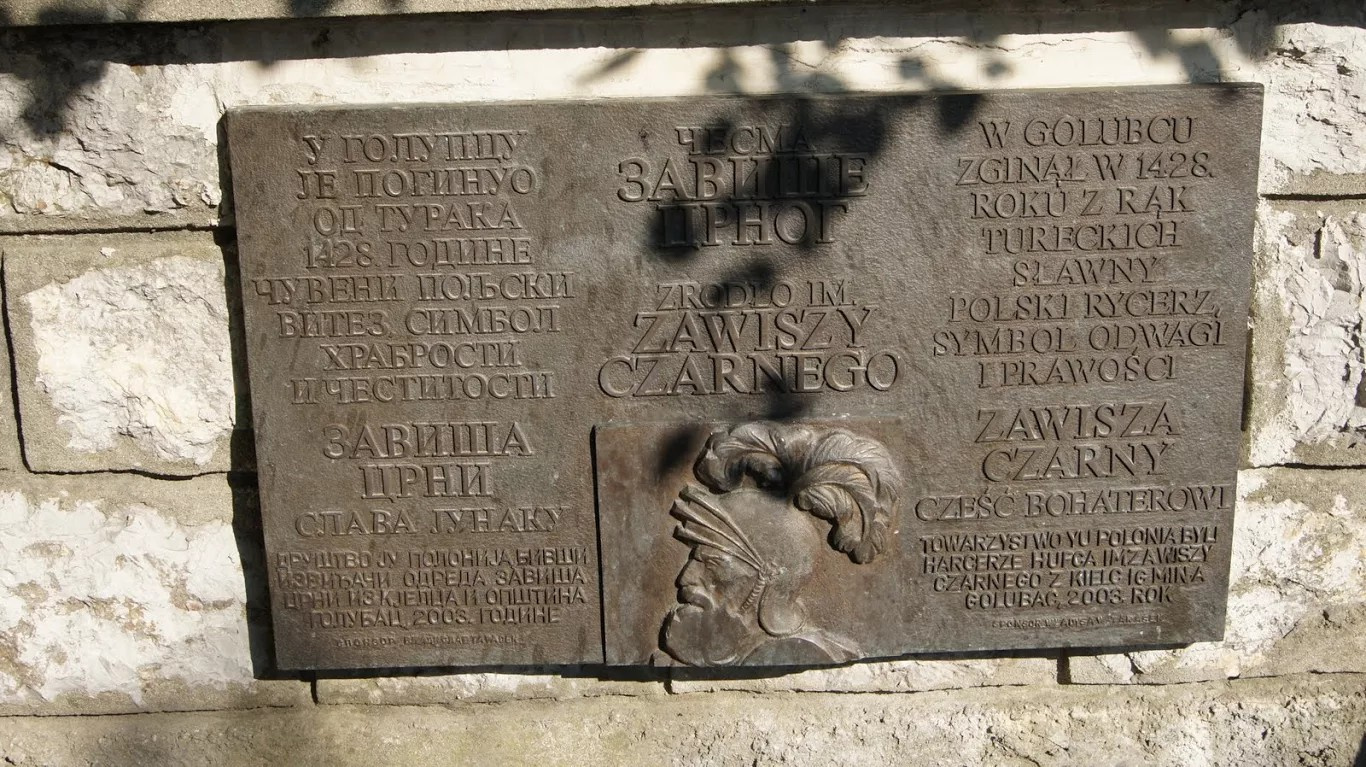 У ГОЛУПЦУ
ЈЕ ПОГИНУО
ОД ТУРАКА
1428. ГОДИНЕ
ЧУВЕНИ ПОЉСКИ
ВИТЕЗ, СИМБОЛ
ХРАБРОСТИ
И ЧЕСТИТОСТИ
ЗАВИША
ЦРНИ
СЛАВА ЈУНАКУ
ДРУШТВО ЈУ ПОЛОНИЈА, БИВШИ
ИЗВИЂАЧИ ОДРЕДА ЗАВИША
ЦРНИ ИЗ КЈЕЛЦА И ОПШТИНА
ГОЛУБАЦ, 2003. ГОДИНЕ
ЧЕСМА
ЗАВИШЕ
ЦРНОГ
ZRODŁO IM.
ZAWISZY
CZARNEGO
W GOLUBCU
ZGINĄŁ W 1428.
ROKU Z RĄK
TURECKICH
SŁAWNY
POLSKI RYCERZ,
SYMBOL ODWAGI
I PRAWOŚCI
ZAWISZA
CZARNY
CZEŚĆ BOHATEROWI
TOWARZYSTWO YU POLONIA BYLI
HARCERZE HUFCA IM.ZAWISZY
CZARNEGO Z KIELC I GMINA
GOLUBAC, 2003. ROK
SPONSOR